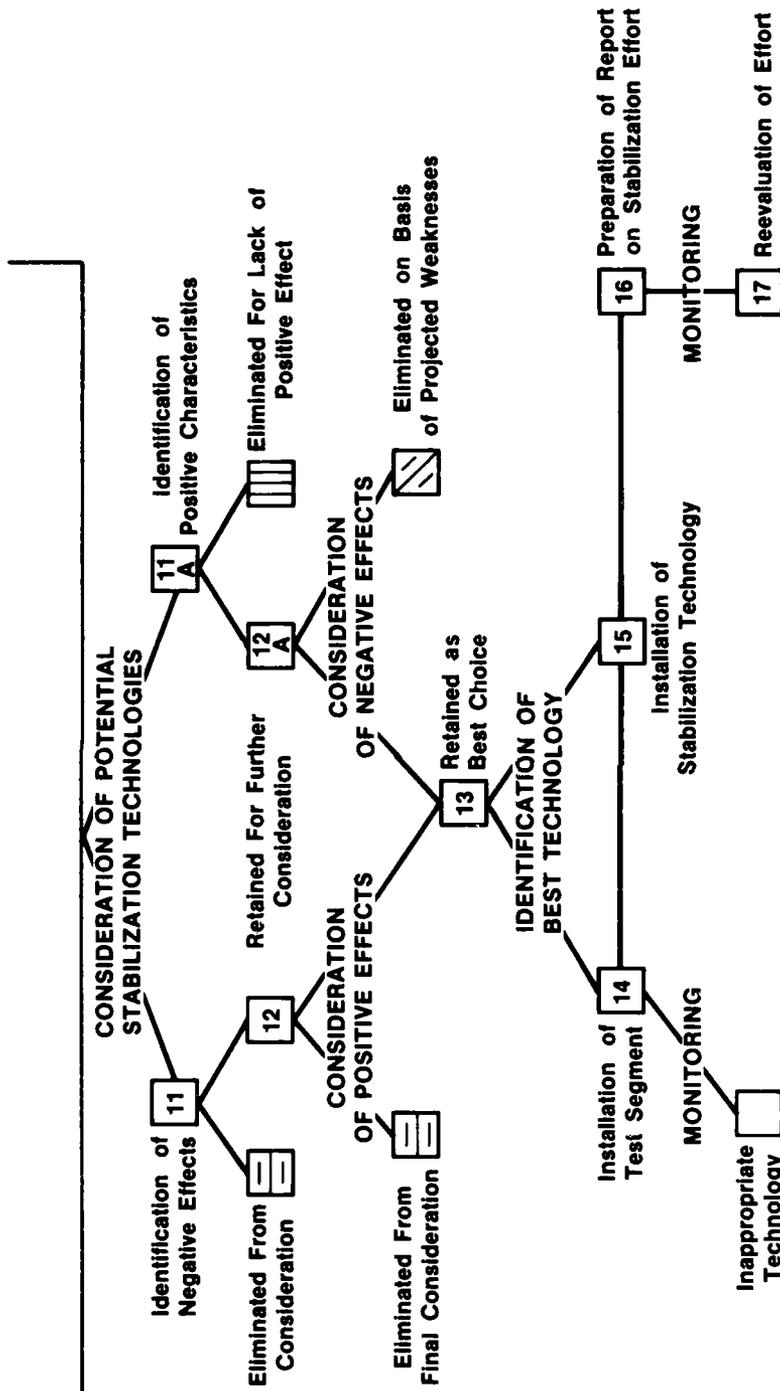 CONSIDERATION OF POTENTIAL
STABILIZATION TECHNOLOGIES
Identification of
Negative Effects
11
11
A
Identification of
Positive Characteristics
Eliminated From
Consideration
12
Retained For Further
Consideration
12
A
Eliminated For Lack of
Positive Effect
CONSIDERATION
OF POSITIVE EFFECTS
CONSIDERATION
OF NEGATIVE EFFECTS
Eliminated From
Final Consideration
Eliminated on Basis
of Projected Weaknesses
13
Retained as
Best Choice
IDENTIFICATION OF
BEST TECHNOLOGY
Installation of
Test Segment
14
15
Installation of
Stabilization Technology
16
Preparation of Report
on Stabilization Effort
MONITORING
MONITORING
Inappropriate
Technology
17
Reevaluation of Effort